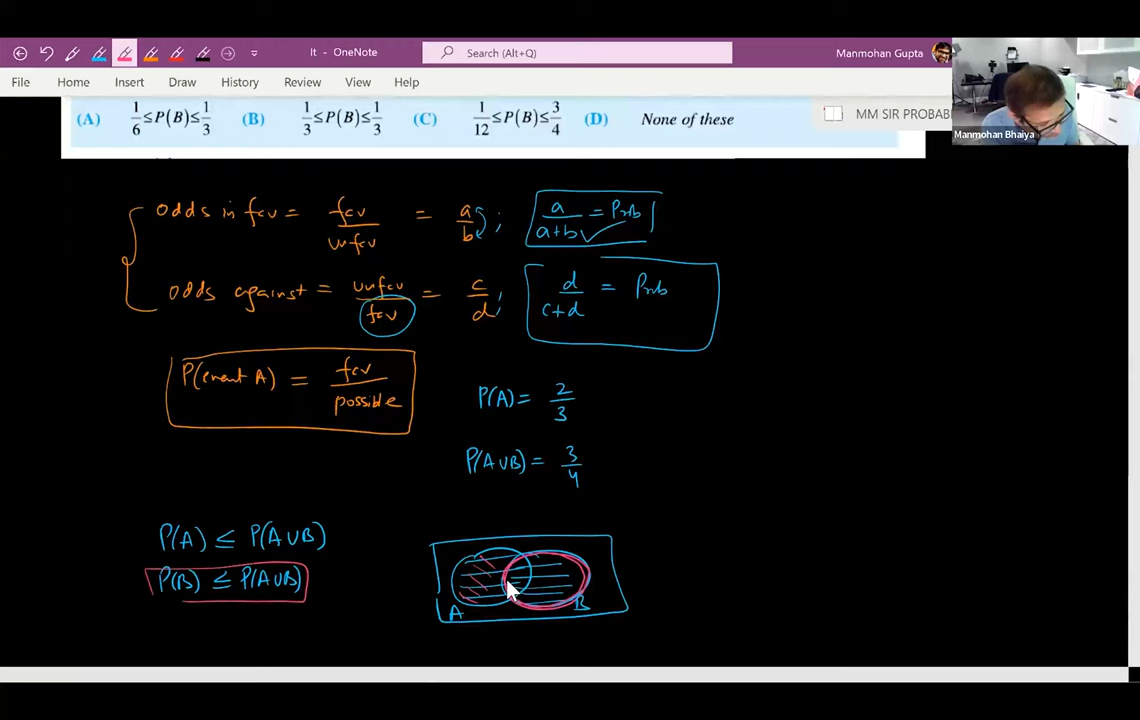 It - OneNote
Search (Alt+Q)
Manmohan Gupta
File Home Insert Draw History Review View Help
(A) 1/6 ≤ P(B) ≤ 1/3 (B) 1/3 ≤ P(B) ≤ 1/3 (C) 1/12 ≤ P(B) ≤ 3/4 (D) None of these
MM SIR PROBAB
Manmohan Bhaiya
odds in fav = fav/unfav = a/b ; a/a+b = Prob
odds against = unfav/fav = c/d ; d/c+d = Prob
P(event A) = fav/possible
P(A) = 2/3
P(A∪B) = 3/4
P(A) ≤ P(A∪B)
P(B) ≤ P(A∪B)
A B